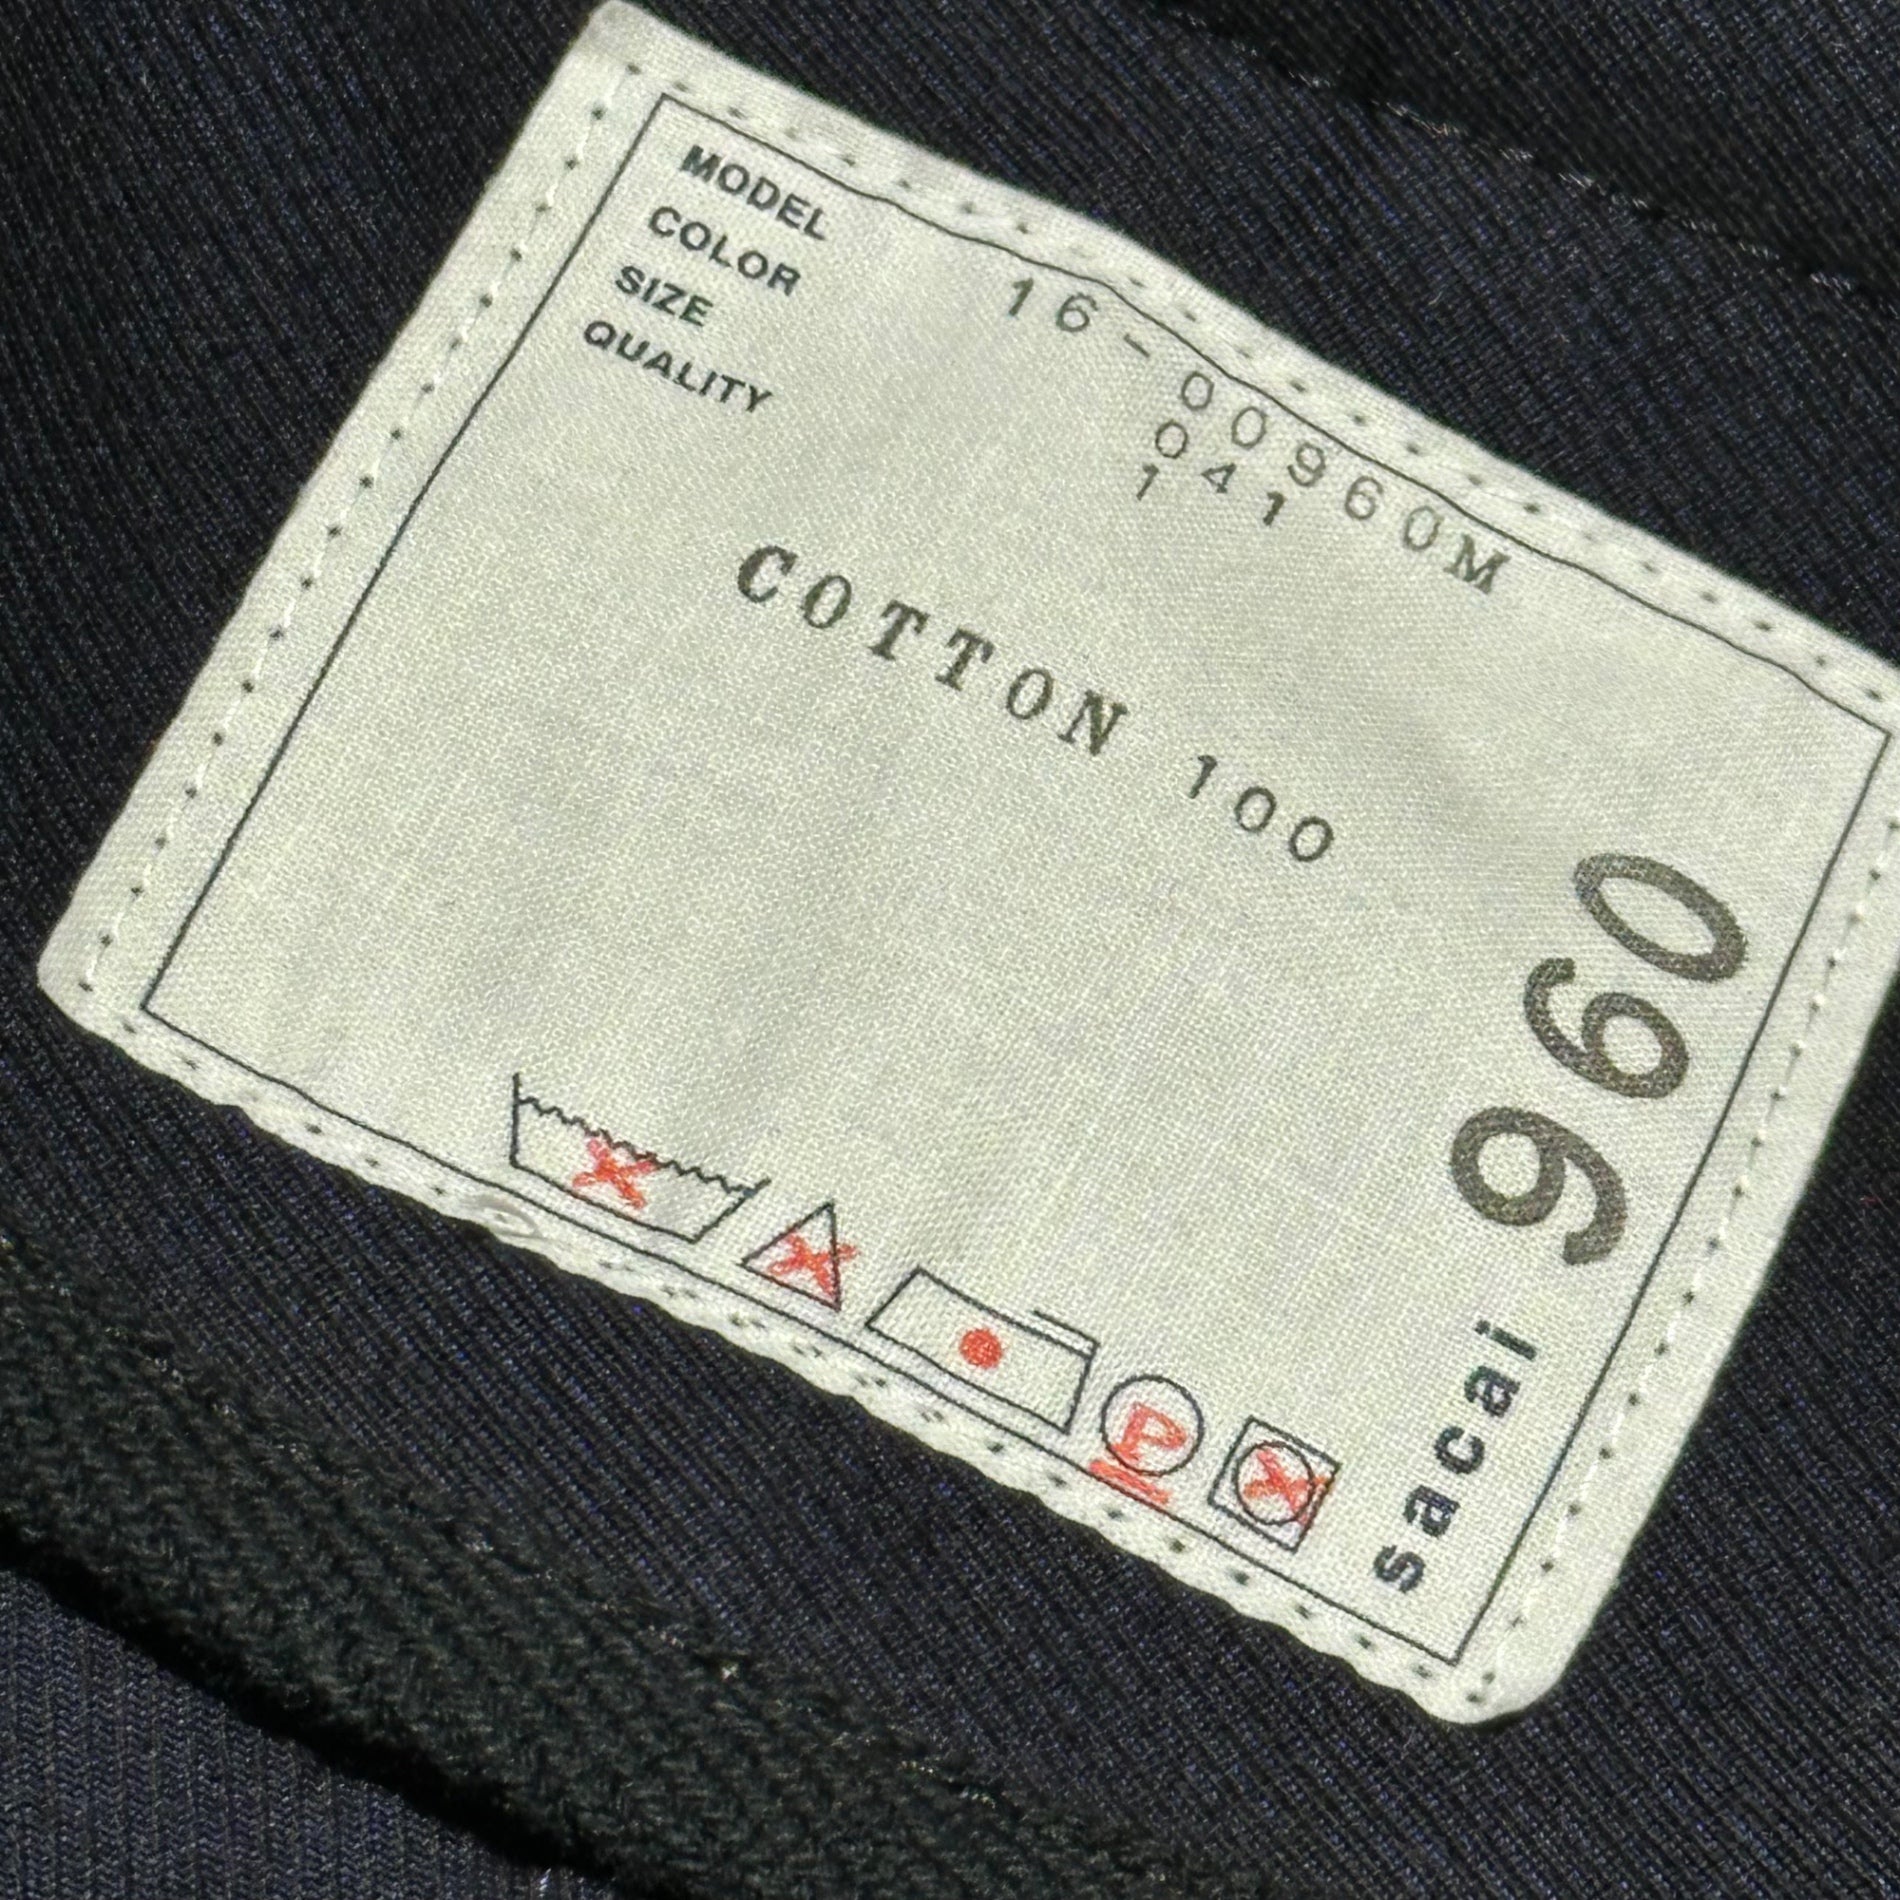 MODEL 16-00960M
COLOR 041
SIZE 1
QUALITY
COTTON 100
P
sacai 960